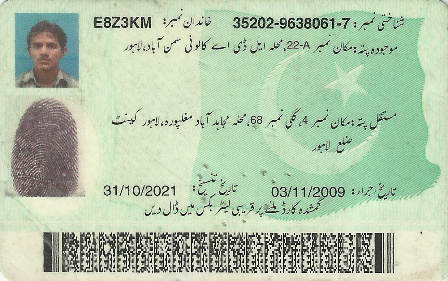 شناختی نمبر: 35202-9638061-7 خاندان نمبر: E8Z3KM
موجودہ پتہ: مکان نمبر 22-A، محلہ ایل ڈی اے کالونی سمن آباد، لاہور
مستقل پتہ: مکان نمبر 4، گلی نمبر 68، محلہ مجاہد آباد مغلپورہ، لاہور کینٹ
ضلع لاہور
تاریخ اجراء: 03/11/2009 تاریخ تنسیخ: 31/10/2021
گمشدہ کارڈ ملنے پر قریبی لیٹر بکس میں ڈال دیں